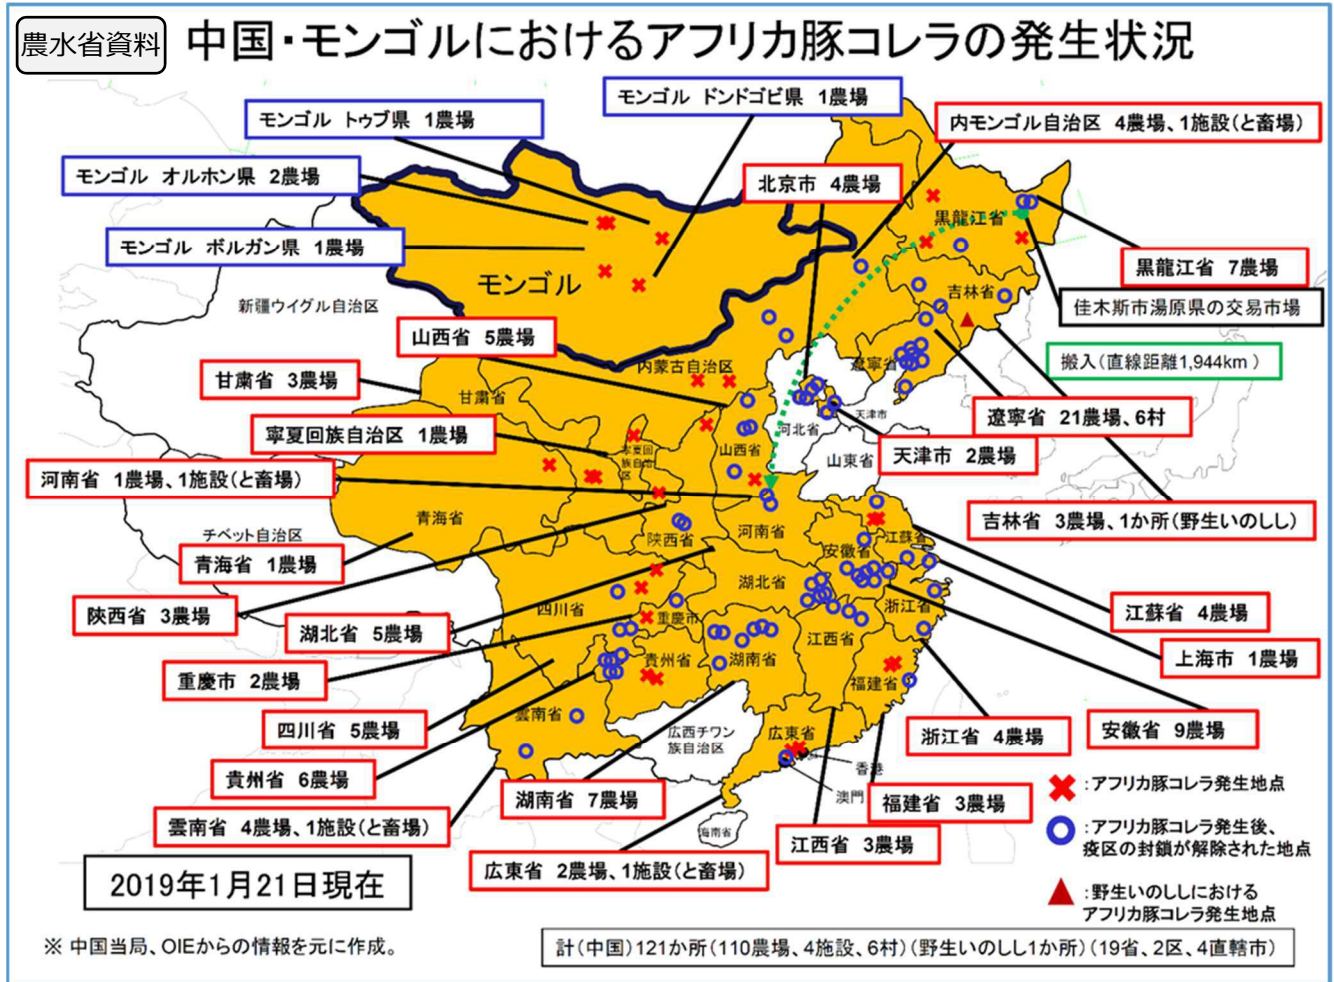 農水省資料
中国・モンゴルにおけるアフリカ豚コレラの発生状況
モンゴル ドンドゴビ県 1農場
モンゴル トゥブ県 1農場
内モンゴル自治区 4農場、1施設(と畜場)
モンゴル オルホン県 2農場
北京市 4農場
黒龍江省
モンゴル ボルガン県 1農場
黒龍江省 7農場
モンゴル
吉林省
新疆ウイグル自治区
佳木斯市湯原県の交易市場
山西省 5農場
搬入(直線距離1,944km)
内蒙古自治区
遼寧省
甘粛省 3農場
甘粛省
天津市
遼寧省 21農場、6村
寧夏回族自治区 1農場
河北省
寧夏回
族自治
区
山西省
山東省
天津市 2農場
河南省 1農場、1施設(と畜場)
青海省
吉林省 3農場、1か所(野生いのしし)
チベット自治区
陝西省
河南省
安徽省
江蘇省
青海省 1農場
湖北省
陝西省 3農場
四川省
重慶市
浙江省
江蘇省 4農場
湖北省 5農場
江西省
上海市 1農場
貴州省
湖南省
重慶市 2農場
福建省
四川省 5農場
雲南省
広西チワン
族自治区
広東省
浙江省 4農場
安徽省 9農場
貴州省 6農場
香港
澳門
湖南省 7農場
福建省 3農場
:アフリカ豚コレラ発生地点
雲南省 4農場、1施設(と畜場)
海南省
江西省 3農場
:アフリカ豚コレラ発生後、
疫区の封鎖が解除された地点
広東省 2農場、1施設(と畜場)
2019年1月21日現在
:野生いのししにおける
アフリカ豚コレラ発生地点
※ 中国当局、OIEからの情報を元に作成。
計(中国)121か所(110農場、4施設、6村)(野生いのしし1か所)(19省、2区、4直轄市)